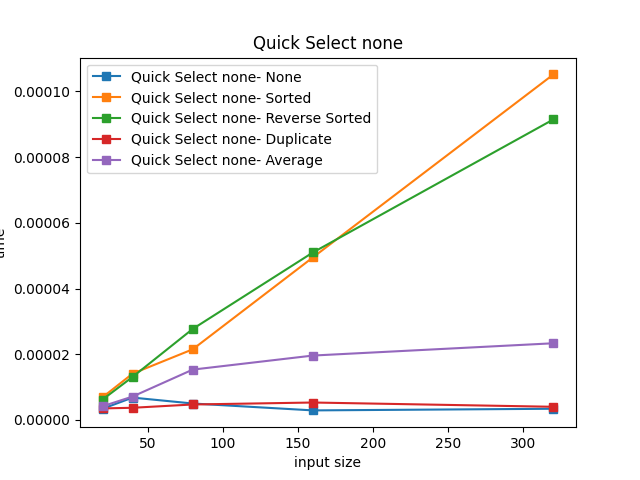 Quick Select none
Quick Select none- None
Quick Select none- Sorted
Quick Select none- Reverse Sorted
Quick Select none- Duplicate
Quick Select none- Average
0.00010
0.00008
0.00006
0.00004
0.00002
0.00000
50 100 150 200 250 300
input size